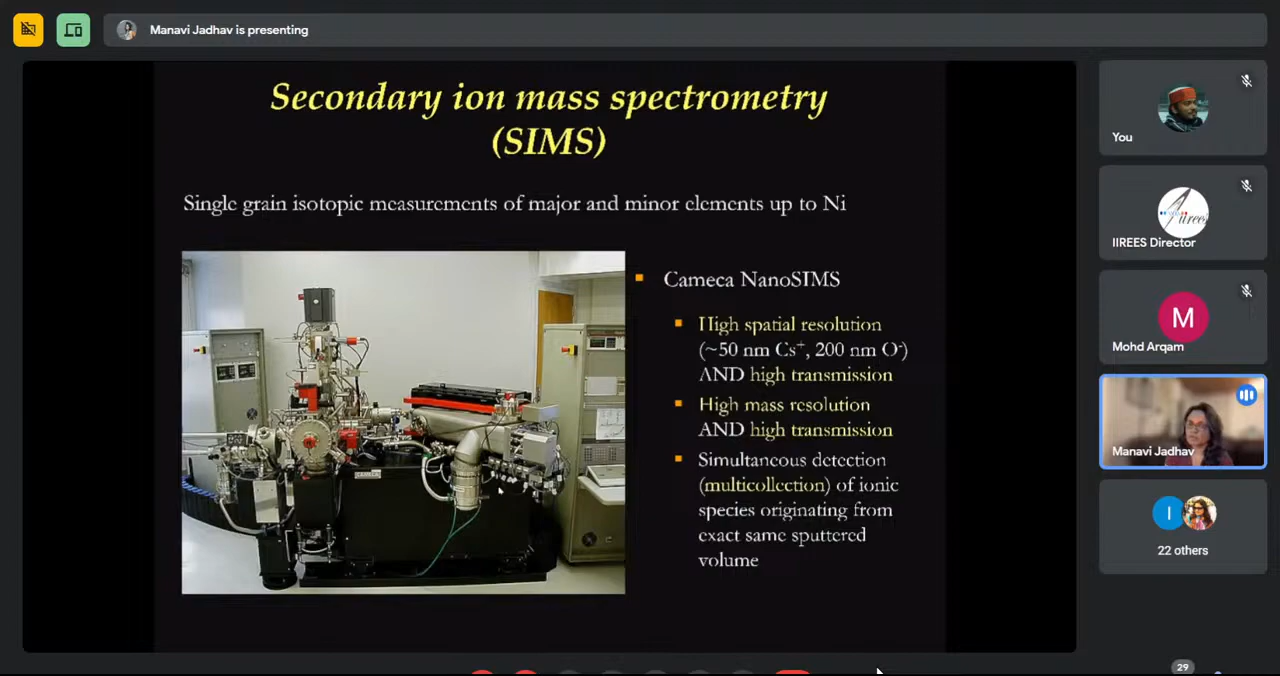 Manavi Jadhav is presenting
Secondary ion mass spectrometry
(SIMS)
Single grain isotopic measurements of major and minor elements up to Ni
Cameca NanoSIMS
High spatial resolution
(~50 nm Cs⁺, 200 nm O⁻)
AND high transmission
High mass resolution
AND high transmission
Simultaneous detection
(multicollection) of ionic
species originating from
exact same sputtered
volume
You
IIREES Director
M
Mohd Arqam
Manavi Jadhav
I
22 others
29